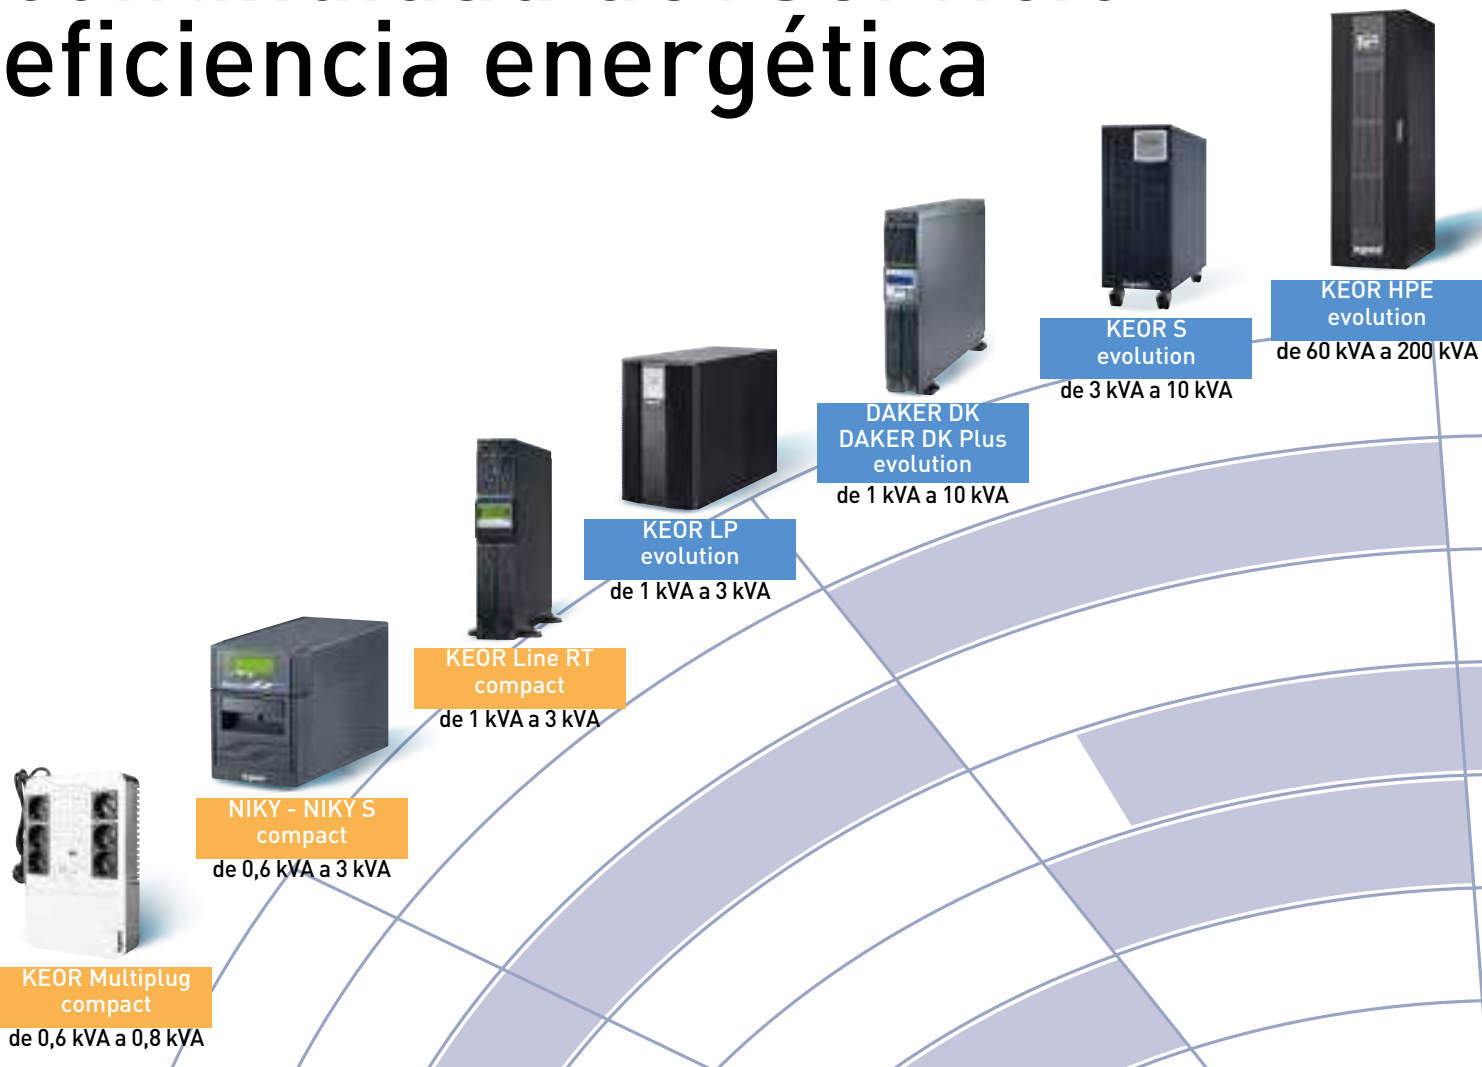 eficiencia energética
KEOR HPE
evolution
de 60 kVA a 200 kVA
KEOR S
evolution
de 3 kVA a 10 kVA
DAKER DK
DAKER DK Plus
evolution
de 1 kVA a 10 kVA
KEOR LP
evolution
de 1 kVA a 3 kVA
KEOR Line RT
compact
de 1 kVA a 3 kVA
NIKY - NIKY S
compact
de 0,6 kVA a 3 kVA
KEOR Multiplug
compact
de 0,6 kVA a 0,8 kVA